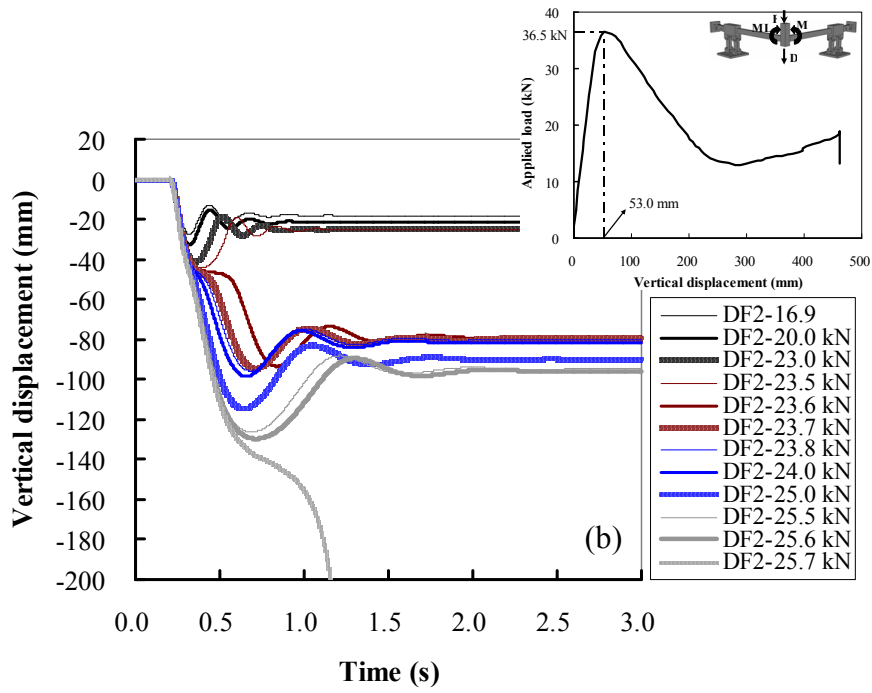 40
36.5 kN
30
20
10
0
Applied load (kN)
M
D
53.0 mm
0 100 200 300 400 500
Vertical displacement (mm)
20
0
-20
-40
-60
-80
-100
-120
-140
-160
-180
-200
Vertical displacement (mm)
(b)
0.0 0.5 1.0 1.5 2.0 2.5 3.0
Time (s)
DF2-16.9
DF2-20.0 kN
DF2-23.0 kN
DF2-23.5 kN
DF2-23.6 kN
DF2-23.7 kN
DF2-23.8 kN
DF2-24.0 kN
DF2-25.0 kN
DF2-25.5 kN
DF2-25.6 kN
DF2-25.7 kN